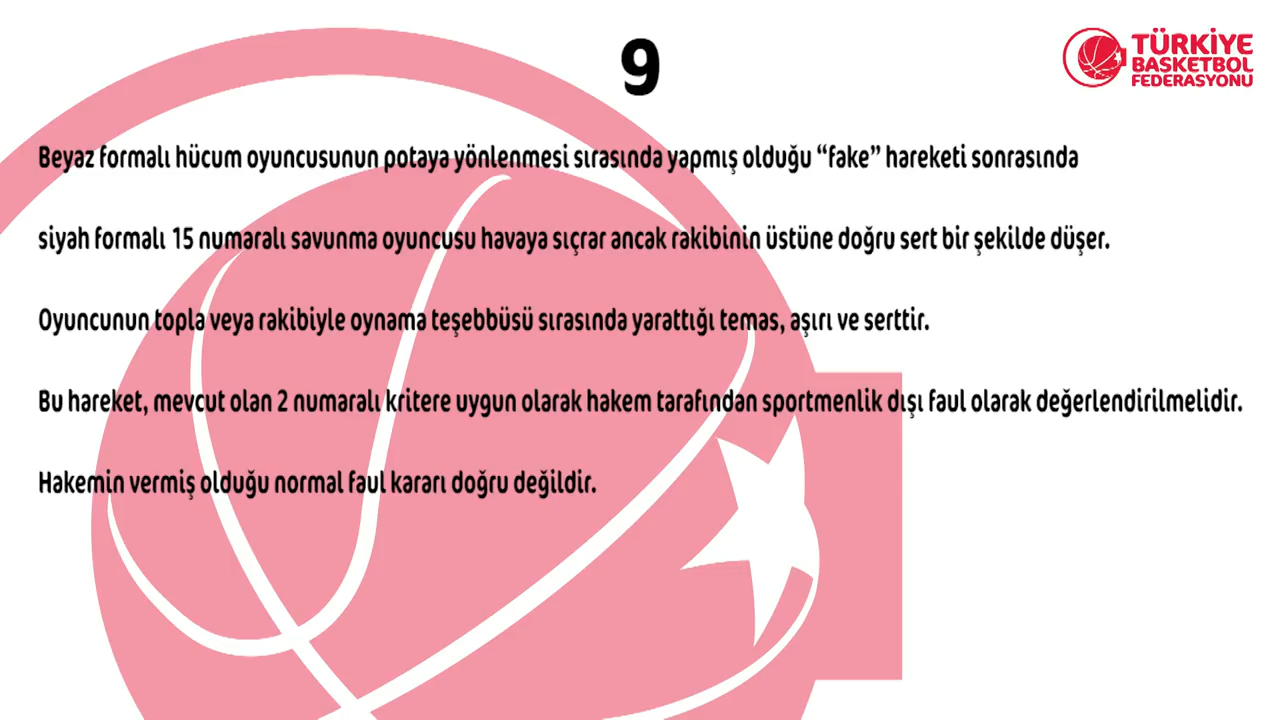 9
TÜRKİYE
BASKETBOL
FEDERASYONU
Beyaz formalı hücum oyuncusunun potaya yönlenmesi sırasında yapmış olduğu “fake” hareketi sonrasında
siyah formalı 15 numaralı savunma oyuncusu havaya sıçrar ancak rakibinin üstüne doğru sert bir şekilde düşer.
Oyuncunun topla veya rakibiyle oynama teşebbüsü sırasında yarattığı temas, aşırı ve serttir.
Bu hareket, mevcut olan 2 numaralı kritere uygun olarak hakem tarafından sportmenlik dışı faul olarak değerlendirilmelidir.
Hakemin vermiş olduğu normal faul kararı doğru değildir.